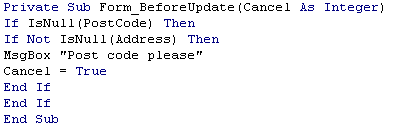 Private Sub Form_BeforeUpdate(Cancel As Integer)
If IsNull(PostCode) Then
If Not IsNull(Address) Then
MsgBox "Post code please"
Cancel = True
End If
End If
End Sub